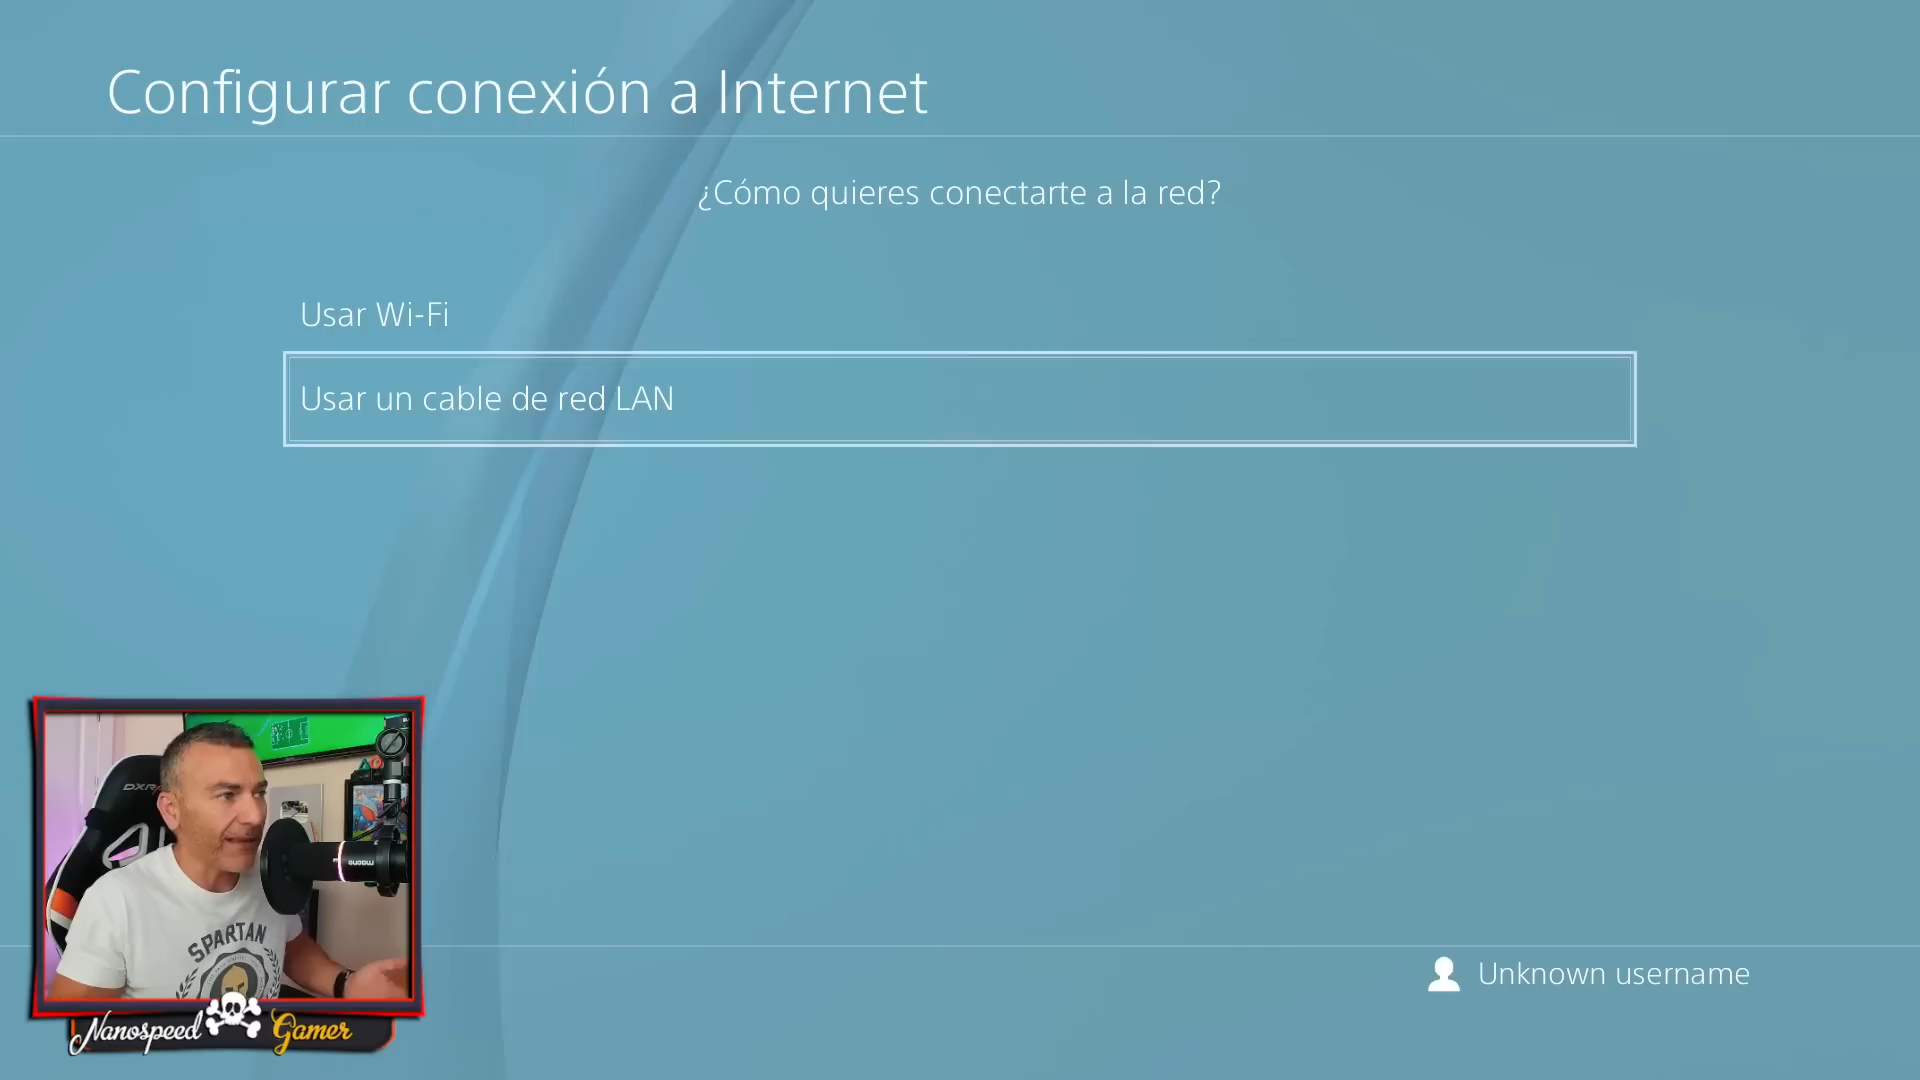 Configurar conexión a Internet
¿Cómo quieres conectarte a la red?
Usar Wi-Fi
Usar un cable de red LAN
Unknown username
SPARTAN
maono
Nanospeed Gamer